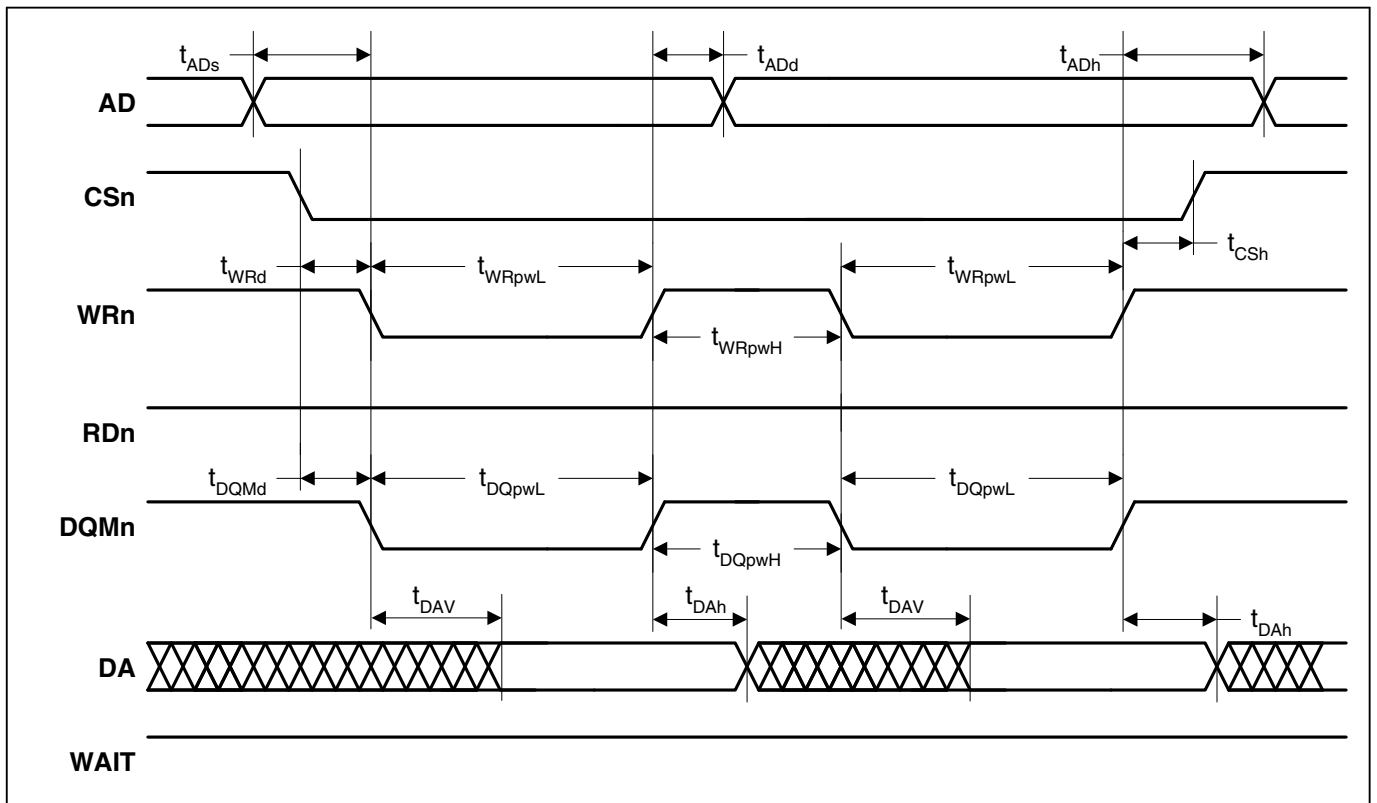 tADs
tADd
tADh
AD
CSn
tCSh
tWRd
tWRpwL
tWRpwL
WRn
tWRpwH
RDn
tDQMd
tDQpwL
tDQpwL
DQMn
tDQpwH
tDAV
tDAh
tDAV
tDAh
DA
WAIT